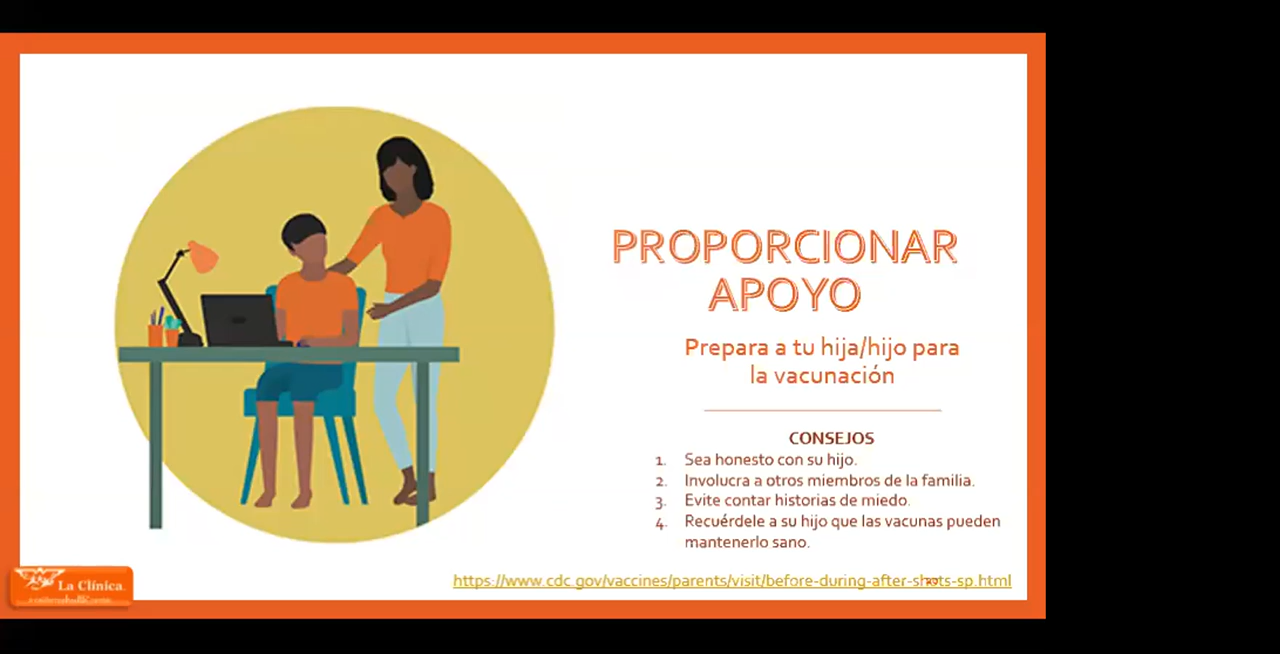 PROPORCIONAR
APOYO
Prepara a tu hija/hijo para
la vacunación
CONSEJOS
1. Sea honesto con su hijo.
2. Involucra a otros miembros de la familia.
3. Evite contar historias de miedo.
4. Recuérdele a su hijo que las vacunas pueden
mantenerlo sano.
https://www.cdc.gov/vaccines/parents/visit/before-during-after-shots-sp.html
La Clínica.